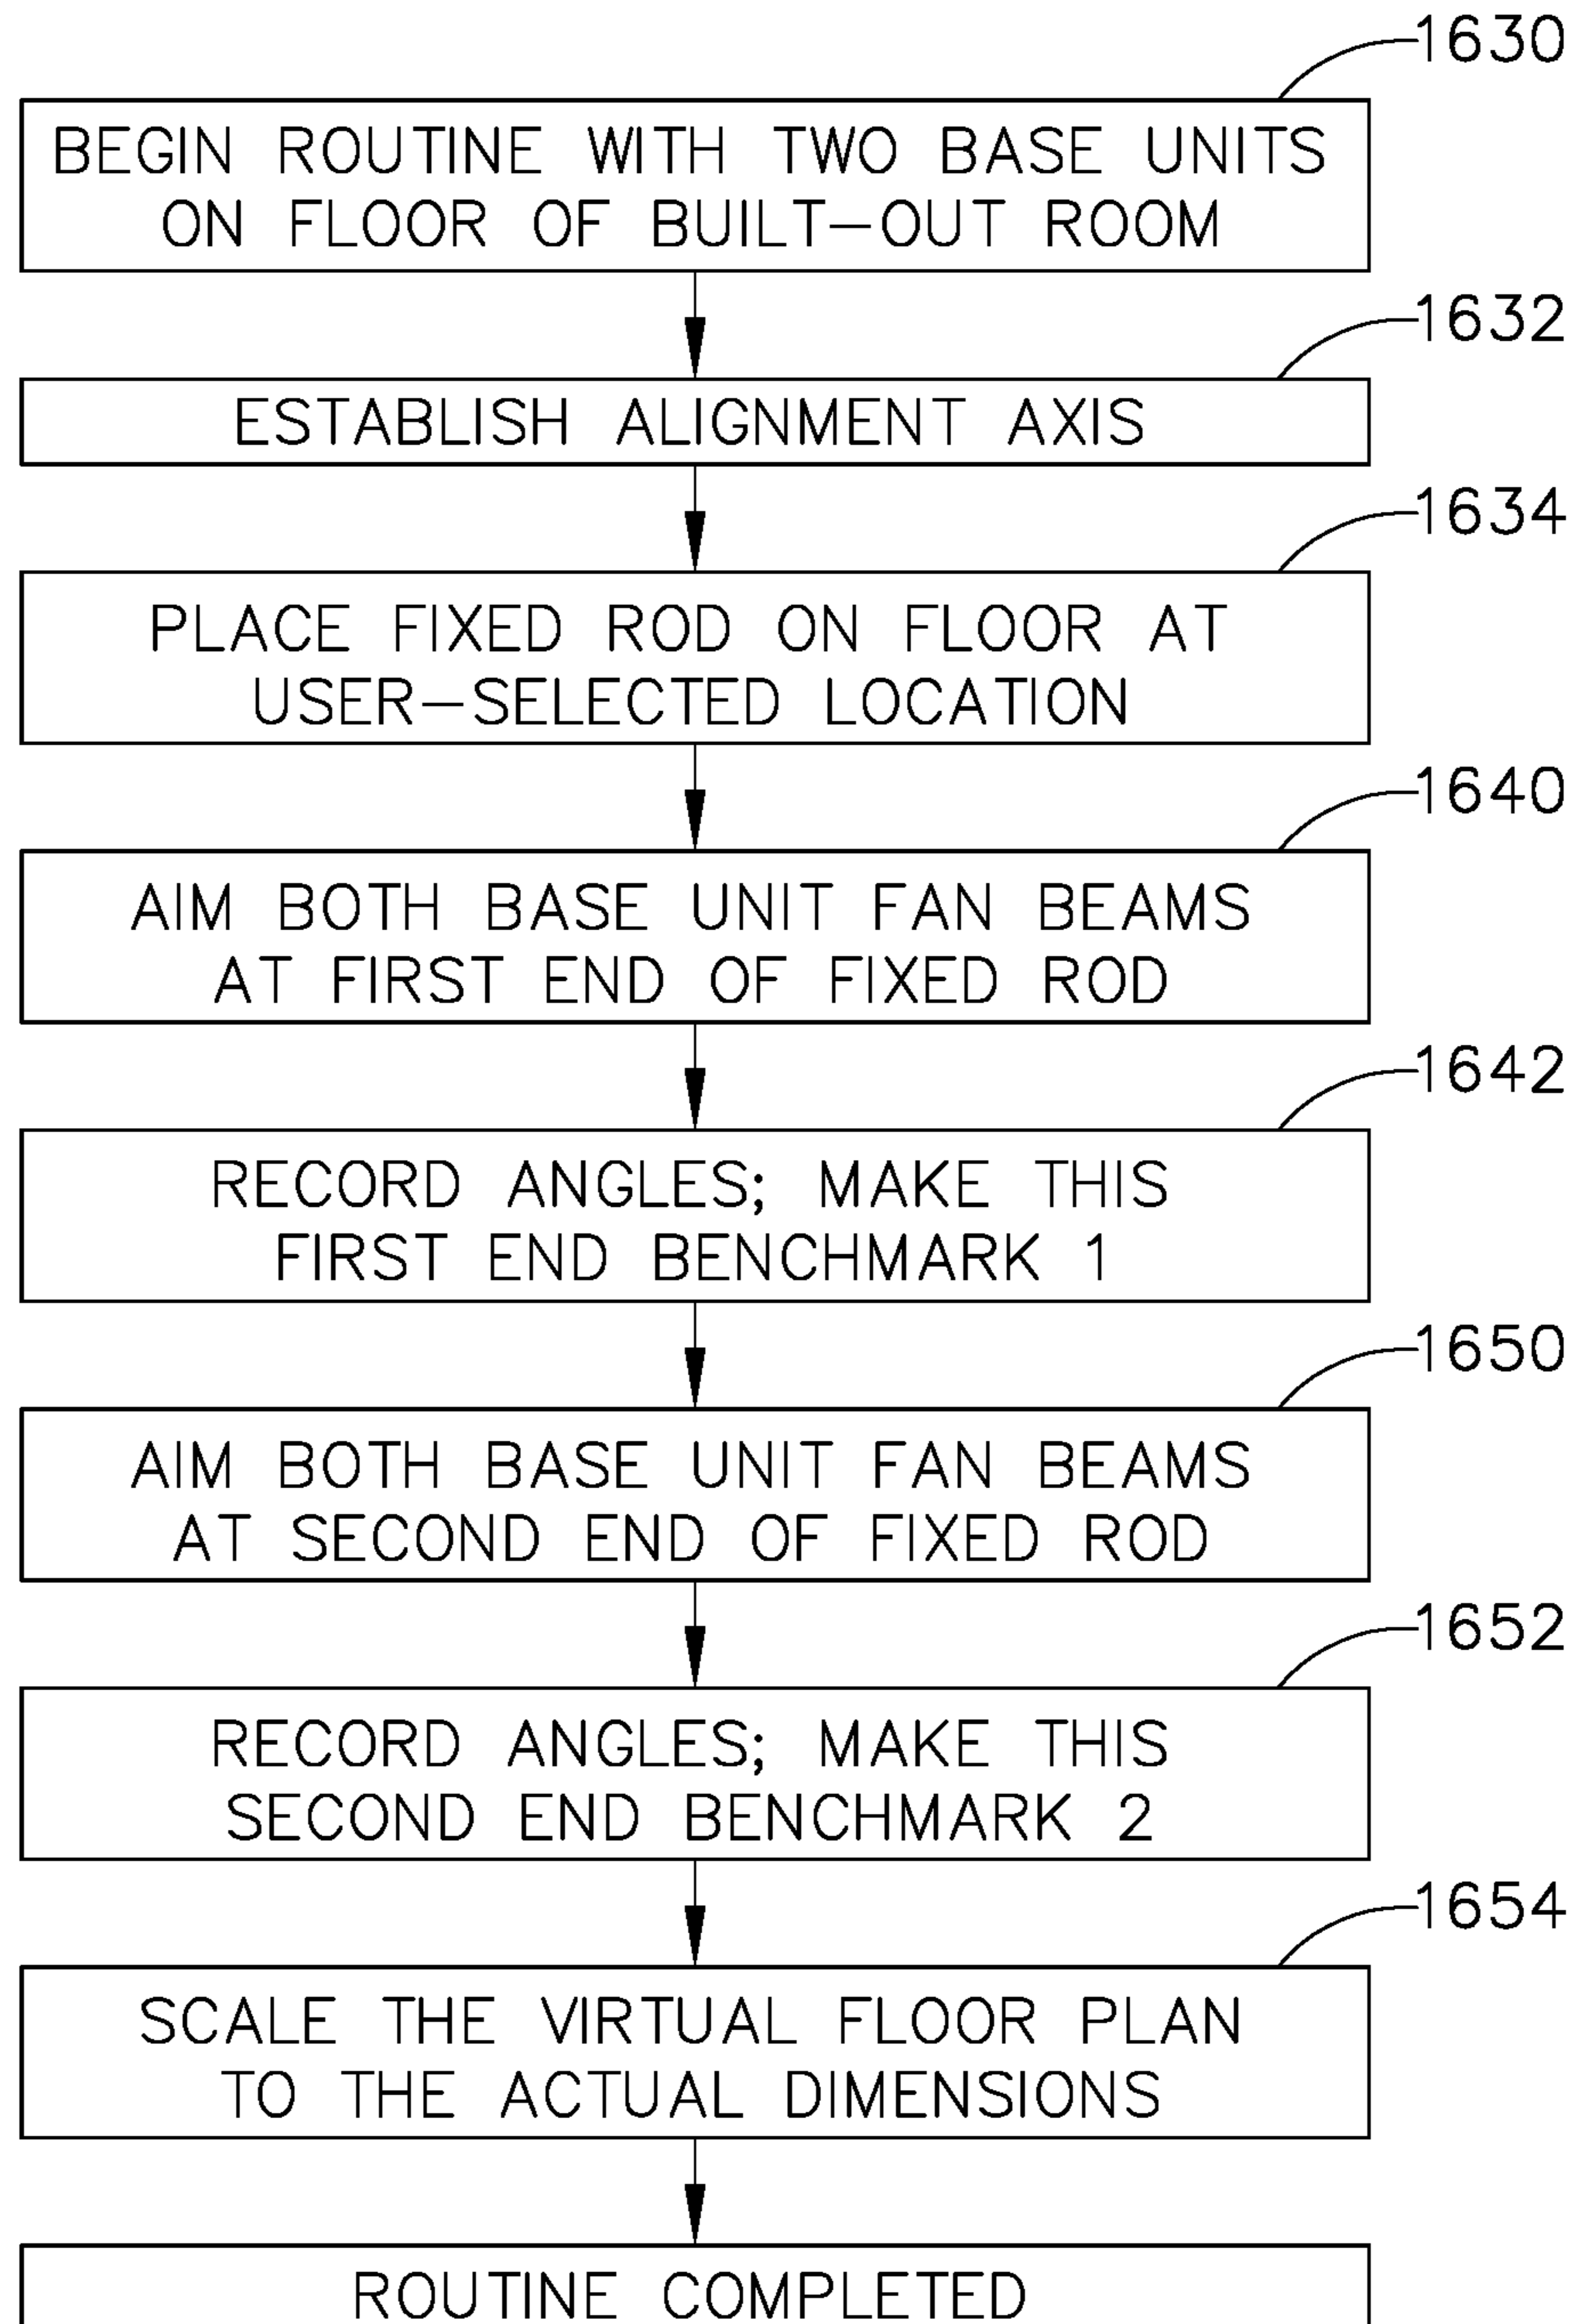 1630
BEGIN ROUTINE WITH TWO BASE UNITS
ON FLOOR OF BUILT-OUT ROOM
1632
ESTABLISH ALIGNMENT AXIS
1634
PLACE FIXED ROD ON FLOOR AT
USER-SELECTED LOCATION
1640
AIM BOTH BASE UNIT FAN BEAMS
AT FIRST END OF FIXED ROD
1642
RECORD ANGLES; MAKE THIS
FIRST END BENCHMARK 1
1650
AIM BOTH BASE UNIT FAN BEAMS
AT SECOND END OF FIXED ROD
1652
RECORD ANGLES; MAKE THIS
SECOND END BENCHMARK 2
1654
SCALE THE VIRTUAL FLOOR PLAN
TO THE ACTUAL DIMENSIONS
ROUTINE COMPLETED